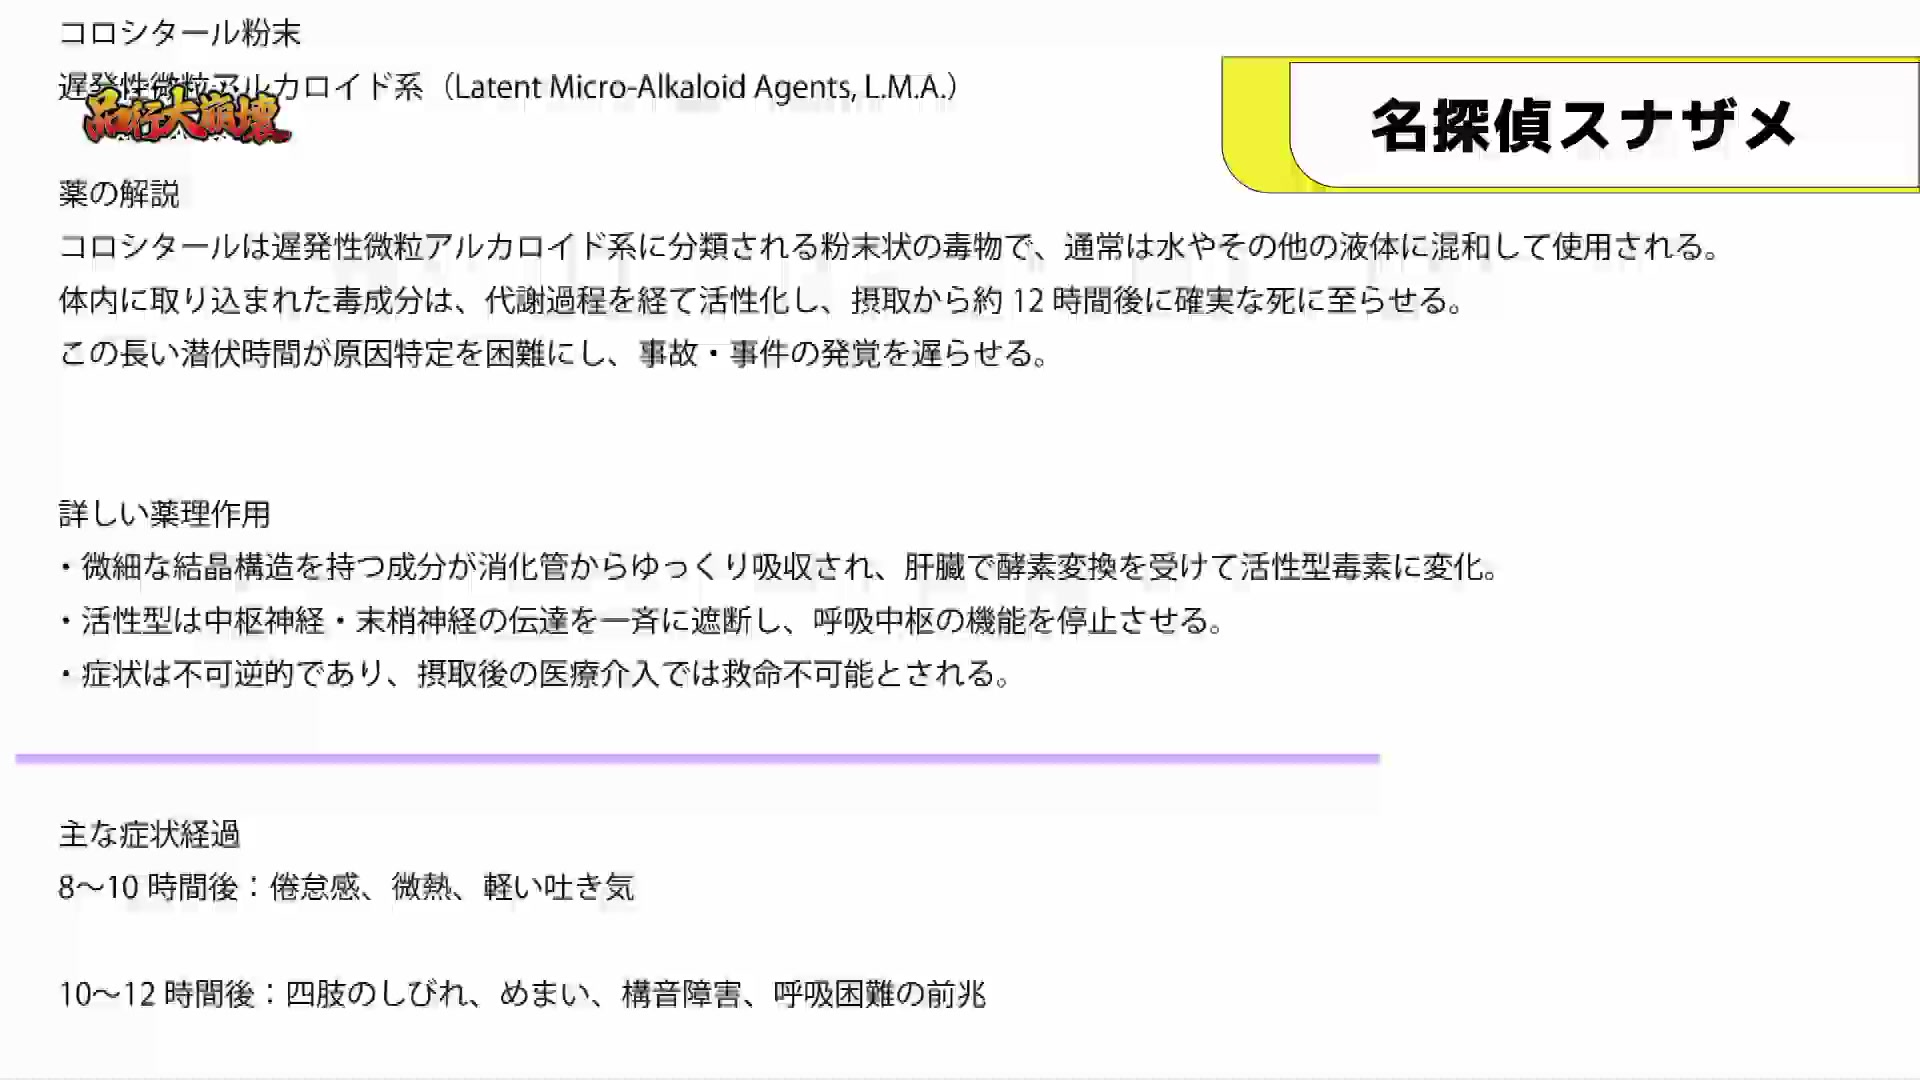 コロシタール粉末
遅発性微粒アルカロイド系（Latent Micro-Alkaloid Agents, L.M.A.）
品行大崩壊
名探偵スナザメ
薬の解説
コロシタールは遅発性微粒アルカロイド系に分類される粉末状の毒物で、通常は水やその他の液体に混和して使用される。
体内に取り込まれた毒成分は、代謝過程を経て活性化し、摂取から約 12 時間後に確実な死に至らせる。
この長い潜伏時間が原因特定を困難にし、事故・事件の発覚を遅らせる。
詳しい薬理作用
・微細な結晶構造を持つ成分が消化管からゆっくり吸収され、肝臓で酵素変換を受けて活性型毒素に変化。
・活性型は中枢神経・末梢神経の伝達を一斉に遮断し、呼吸中枢の機能を停止させる。
・症状は不可逆的であり、摂取後の医療介入では救命不可能とされる。
主な症状経過
8〜10 時間後：倦怠感、微熱、軽い吐き気
10〜12 時間後：四肢のしびれ、めまい、構音障害、呼吸困難の前兆